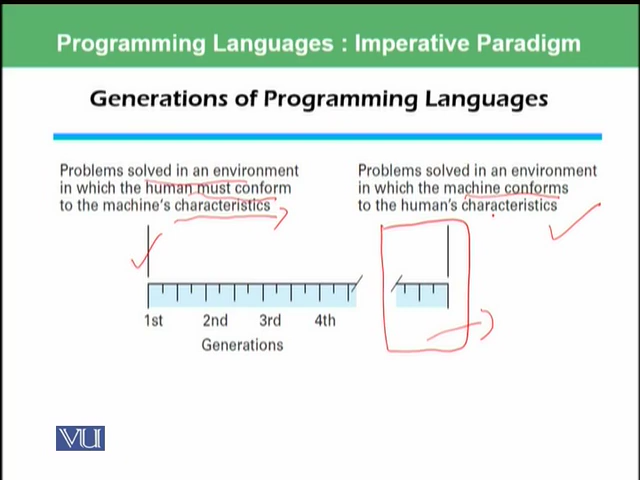 Programming Languages : Imperative Paradigm
Generations of Programming Languages
Problems solved in an environment
in which the human must conform
to the machine's characteristics
Problems solved in an environment
in which the machine conforms
to the human's characteristics
1st 2nd 3rd 4th
Generations
VU